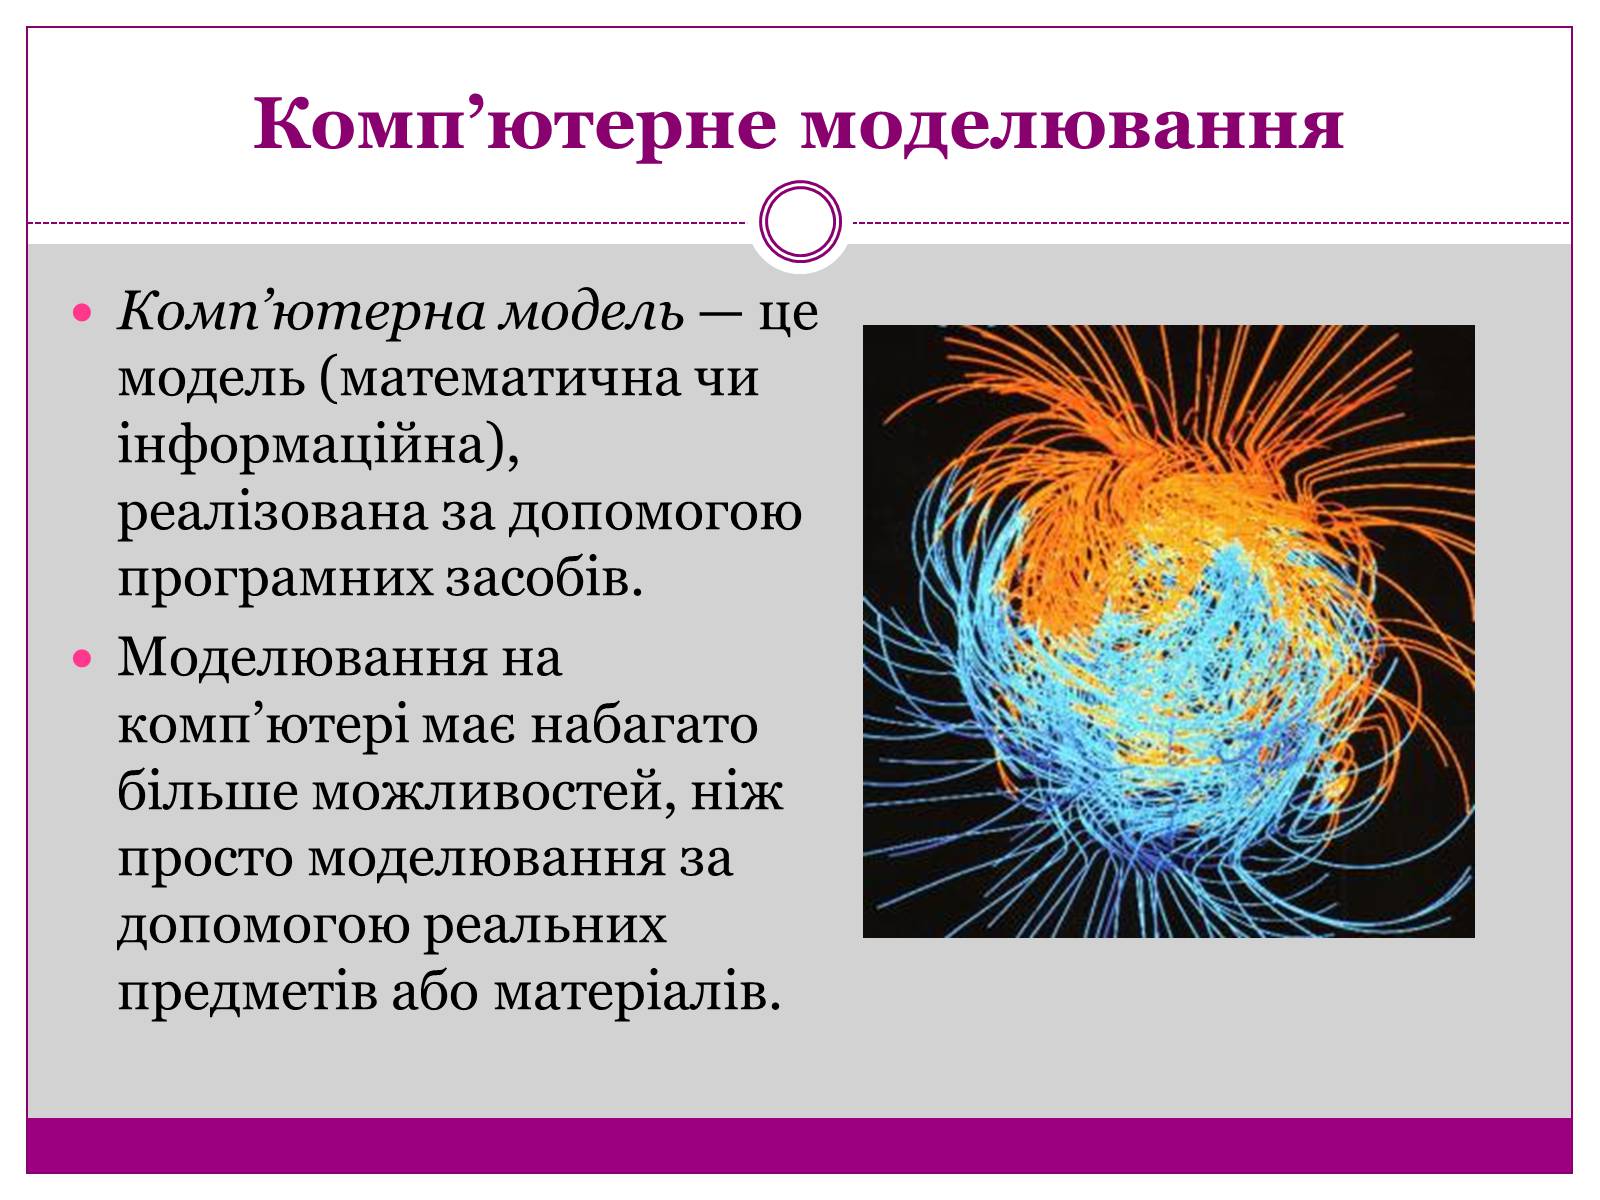 Комп’ютерне моделювання
• Комп’ютерна модель — це
модель (математична чи
інформаційна),
реалізована за допомогою
програмних засобів.
• Моделювання на
комп’ютері має набагато
більше можливостей, ніж
просто моделювання за
допомогою реальних
предметів або матеріалів.